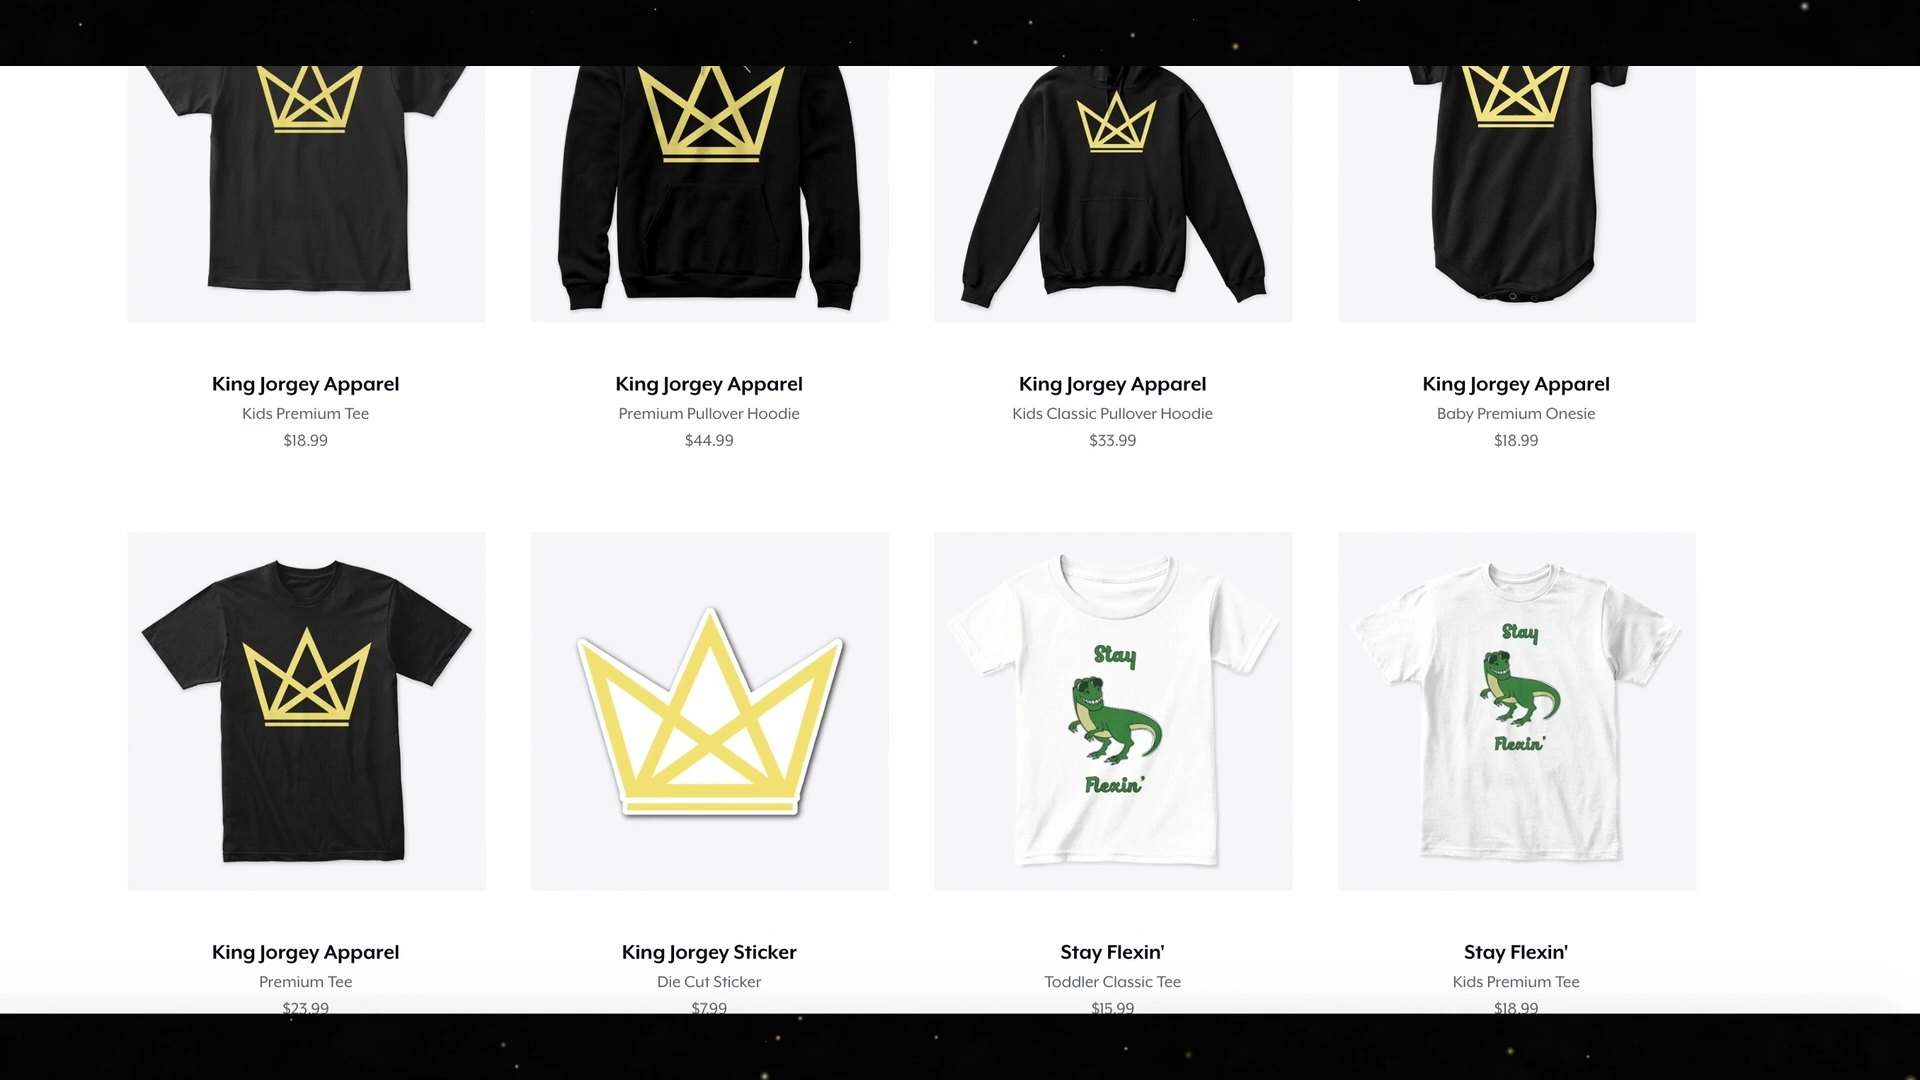 King Jorgey Apparel
Kids Premium Tee
$18.99
King Jorgey Apparel
Premium Pullover Hoodie
$44.99
King Jorgey Apparel
Kids Classic Pullover Hoodie
$33.99
King Jorgey Apparel
Baby Premium Onesie
$18.99
Stay
Flexin'
Stay
Flexin'
King Jorgey Apparel
Premium Tee
$23.99
King Jorgey Sticker
Die Cut Sticker
$7.99
Stay Flexin'
Toddler Classic Tee
$15.99
Stay Flexin'
Kids Premium Tee
$18.99